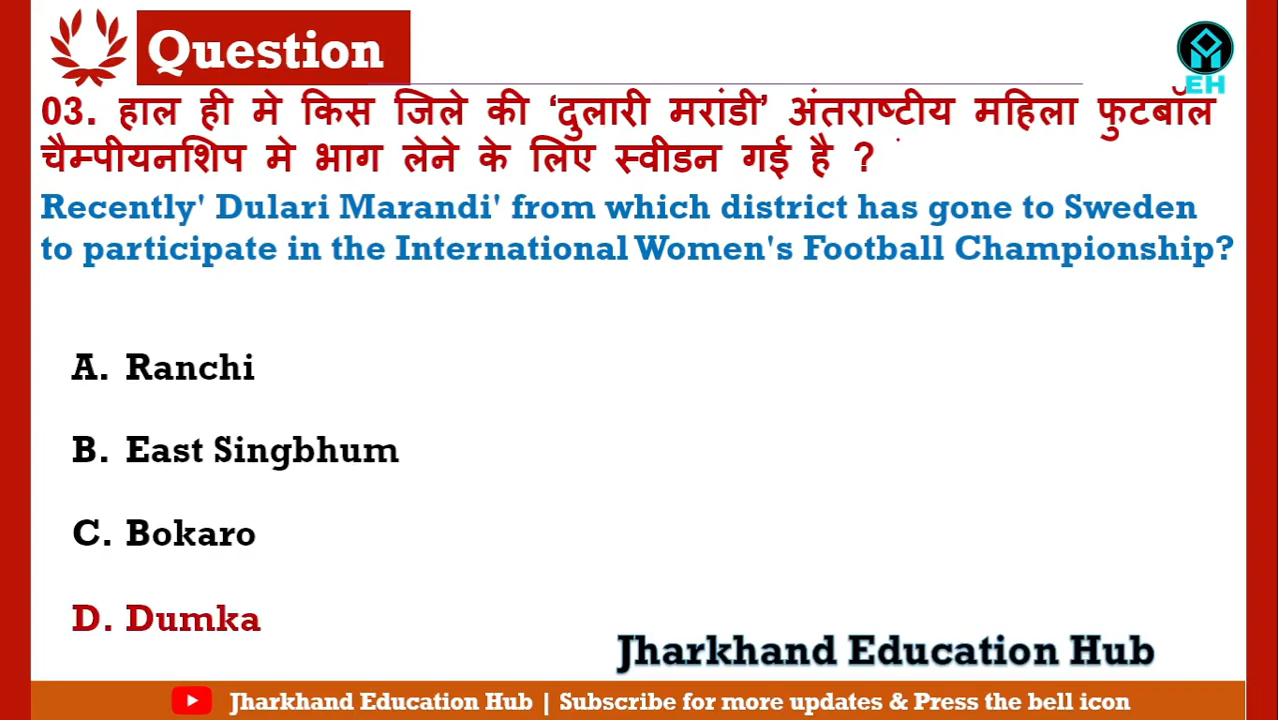 Question
EH
03. हाल ही मे किस जिले की ‘दुलारी मरांडी’ अंतराष्टीय महिला फुटबॉल
चैम्पीयनशिप मे भाग लेने के लिए स्वीडन गई है ?
Recently' Dulari Marandi' from which district has gone to Sweden
to participate in the International Women's Football Championship?
A. Ranchi
B. East Singbhum
C. Bokaro
D. Dumka
Jharkhand Education Hub
Jharkhand Education Hub | Subscribe for more updates & Press the bell icon